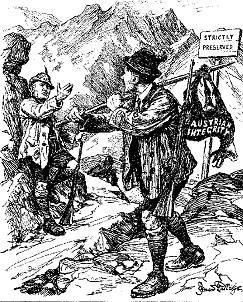 STRICTLY
PRESERVED
AUSTRIAN
INTEGRITY